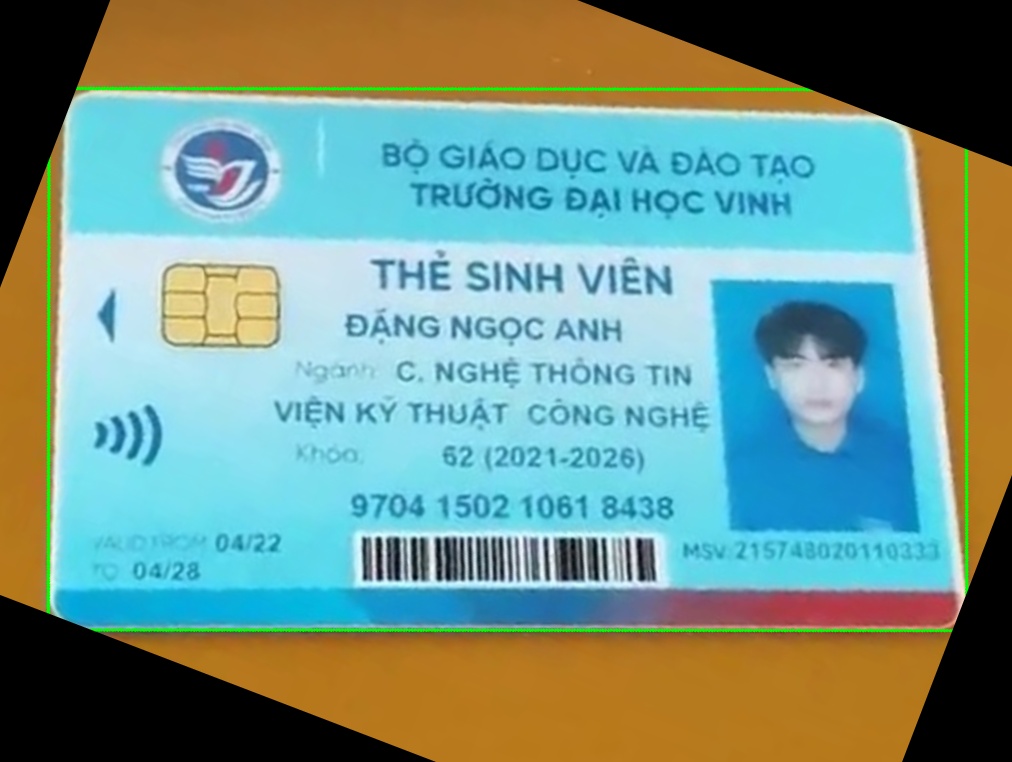 BỘ GIÁO DỤC VÀ ĐÀO TẠO
TRƯỜNG ĐẠI HỌC VINH
THẺ SINH VIÊN
ĐẶNG NGỌC ANH
Ngành: C. NGHỆ THÔNG TIN
VIỆN KỸ THUẬT CÔNG NGHỆ
Khóa: 62 (2021-2026)
9704 1502 1061 8438
VALID FROM 04/22
TO 04/28
MSV: 215748020110333